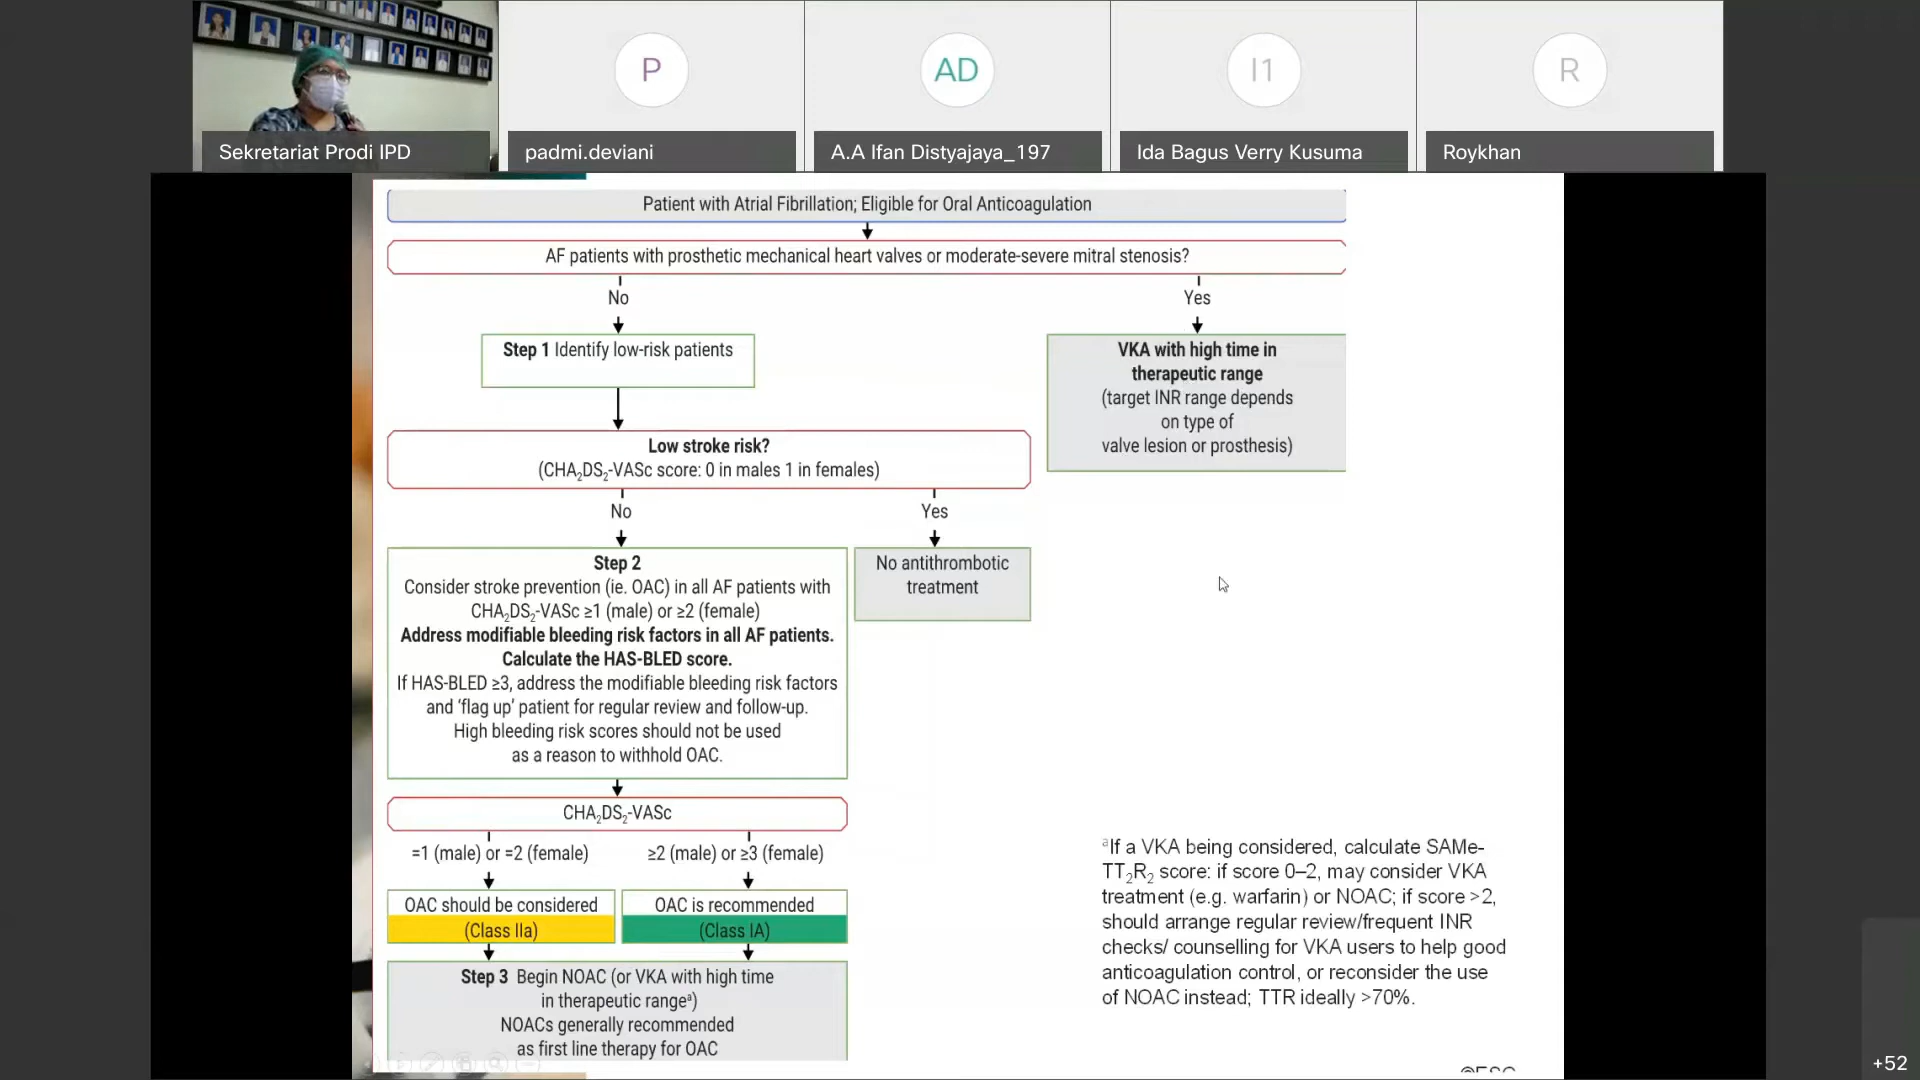 P
AD
I1
R
Sekretariat Prodi IPD
padmi.deviani
A.A Ifan Distyajaya_197
Ida Bagus Verry Kusuma
Roykhan
Patient with Atrial Fibrillation; Eligible for Oral Anticoagulation
AF patients with prosthetic mechanical heart valves or moderate-severe mitral stenosis?
No
Yes
Step 1 Identify low-risk patients
VKA with high time in
therapeutic range
(target INR range depends
on type of
valve lesion or prosthesis)
Low stroke risk?
(CHA₂DS₂-VASc score: 0 in males 1 in females)
No
Yes
Step 2
Consider stroke prevention (ie. OAC) in all AF patients with
CHA₂DS₂-VASc ≥1 (male) or ≥2 (female)
Address modifiable bleeding risk factors in all AF patients.
Calculate the HAS-BLED score.
If HAS-BLED ≥3, address the modifiable bleeding risk factors
and ‘flag up’ patient for regular review and follow-up.
High bleeding risk scores should not be used
as a reason to withhold OAC.
No antithrombotic
treatment
CHA₂DS₂-VASc
=1 (male) or =2 (female)
≥2 (male) or ≥3 (female)
OAC should be considered
(Class IIa)
OAC is recommended
(Class IA)
Step 3 Begin NOAC (or VKA with high time
in therapeutic rangeᵃ)
NOACs generally recommended
as first line therapy for OAC
ᵃIf a VKA being considered, calculate SAMe-
TT₂R₂ score: if score 0–2, may consider VKA
treatment (e.g. warfarin) or NOAC; if score >2,
should arrange regular review/frequent INR
checks/ counselling for VKA users to help good
anticoagulation control, or reconsider the use
of NOAC instead; TTR ideally >70%.
©ESC
+52